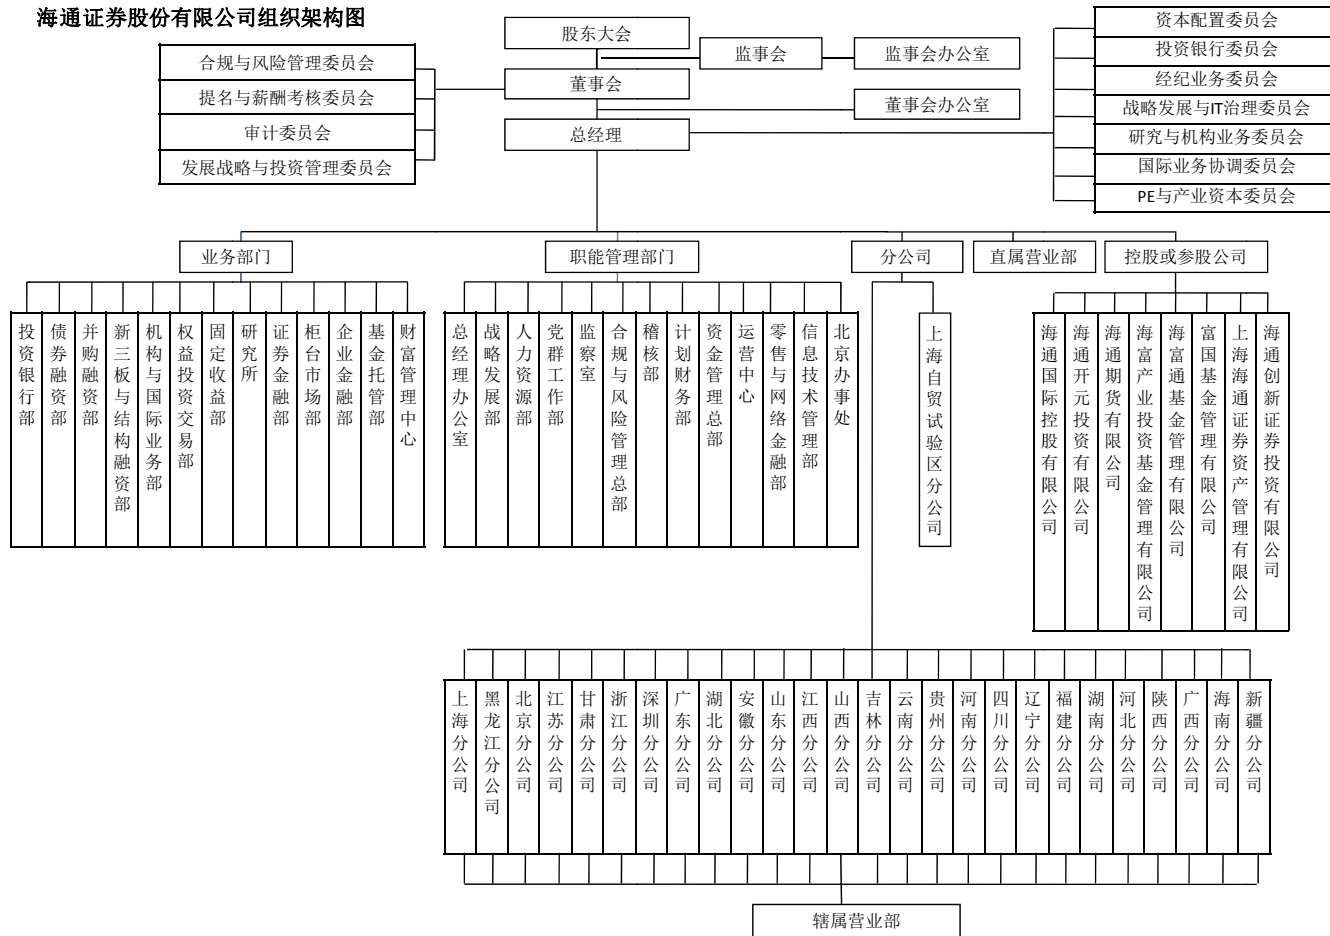 海通证券股份有限公司组织架构图
股东大会
监事会
监事会办公室
董事会
董事会办公室
总经理
合规与风险管理委员会
提名与薪酬考核委员会
审计委员会
发展战略与投资管理委员会
资本配置委员会
投资银行委员会
经纪业务委员会
战略发展与IT治理委员会
研究与机构业务委员会
国际业务协调委员会
PE与产业资本委员会
业务部门
职能管理部门
分公司
直属营业部
控股或参股公司
投资银行部
债券融资部
并购融资部
新三板与结构融资部
机构与国际业务部
权益投资交易部
固定收益部
研究所
证券金融部
柜台市场部
企业金融部
基金托管部
财富管理中心
总经理办公室
战略发展部
人力资源部
党群工作部
监察室
合规与风险管理总部
稽核部
计划财务部
资金管理总部
运营中心
零售与网络金融部
信息技术管理部
北京办事处
上海自贸试验区分公司
海通国际控股有限公司
海通开元投资有限公司
海通期货有限公司
海富产业投资基金管理有限公司
海富通基金管理有限公司
富国基金管理有限公司
上海海通证券资产管理有限公司
海通创新证券投资有限公司
上海分公司
黑龙江分公司
北京分公司
江苏分公司
甘肃分公司
浙江分公司
深圳分公司
广东分公司
湖北分公司
安徽分公司
山东分公司
江西分公司
山西分公司
吉林分公司
云南分公司
贵州分公司
河南分公司
四川分公司
辽宁分公司
福建分公司
湖南分公司
河北分公司
陕西分公司
广西分公司
海南分公司
新疆分公司
辖属营业部